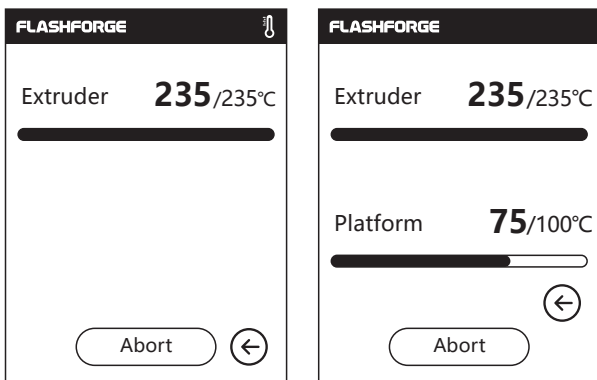 FLASHFORGE
Extruder 235/235℃
Abort
FLASHFORGE
Extruder 235/235℃
Platform 75/100℃
Abort